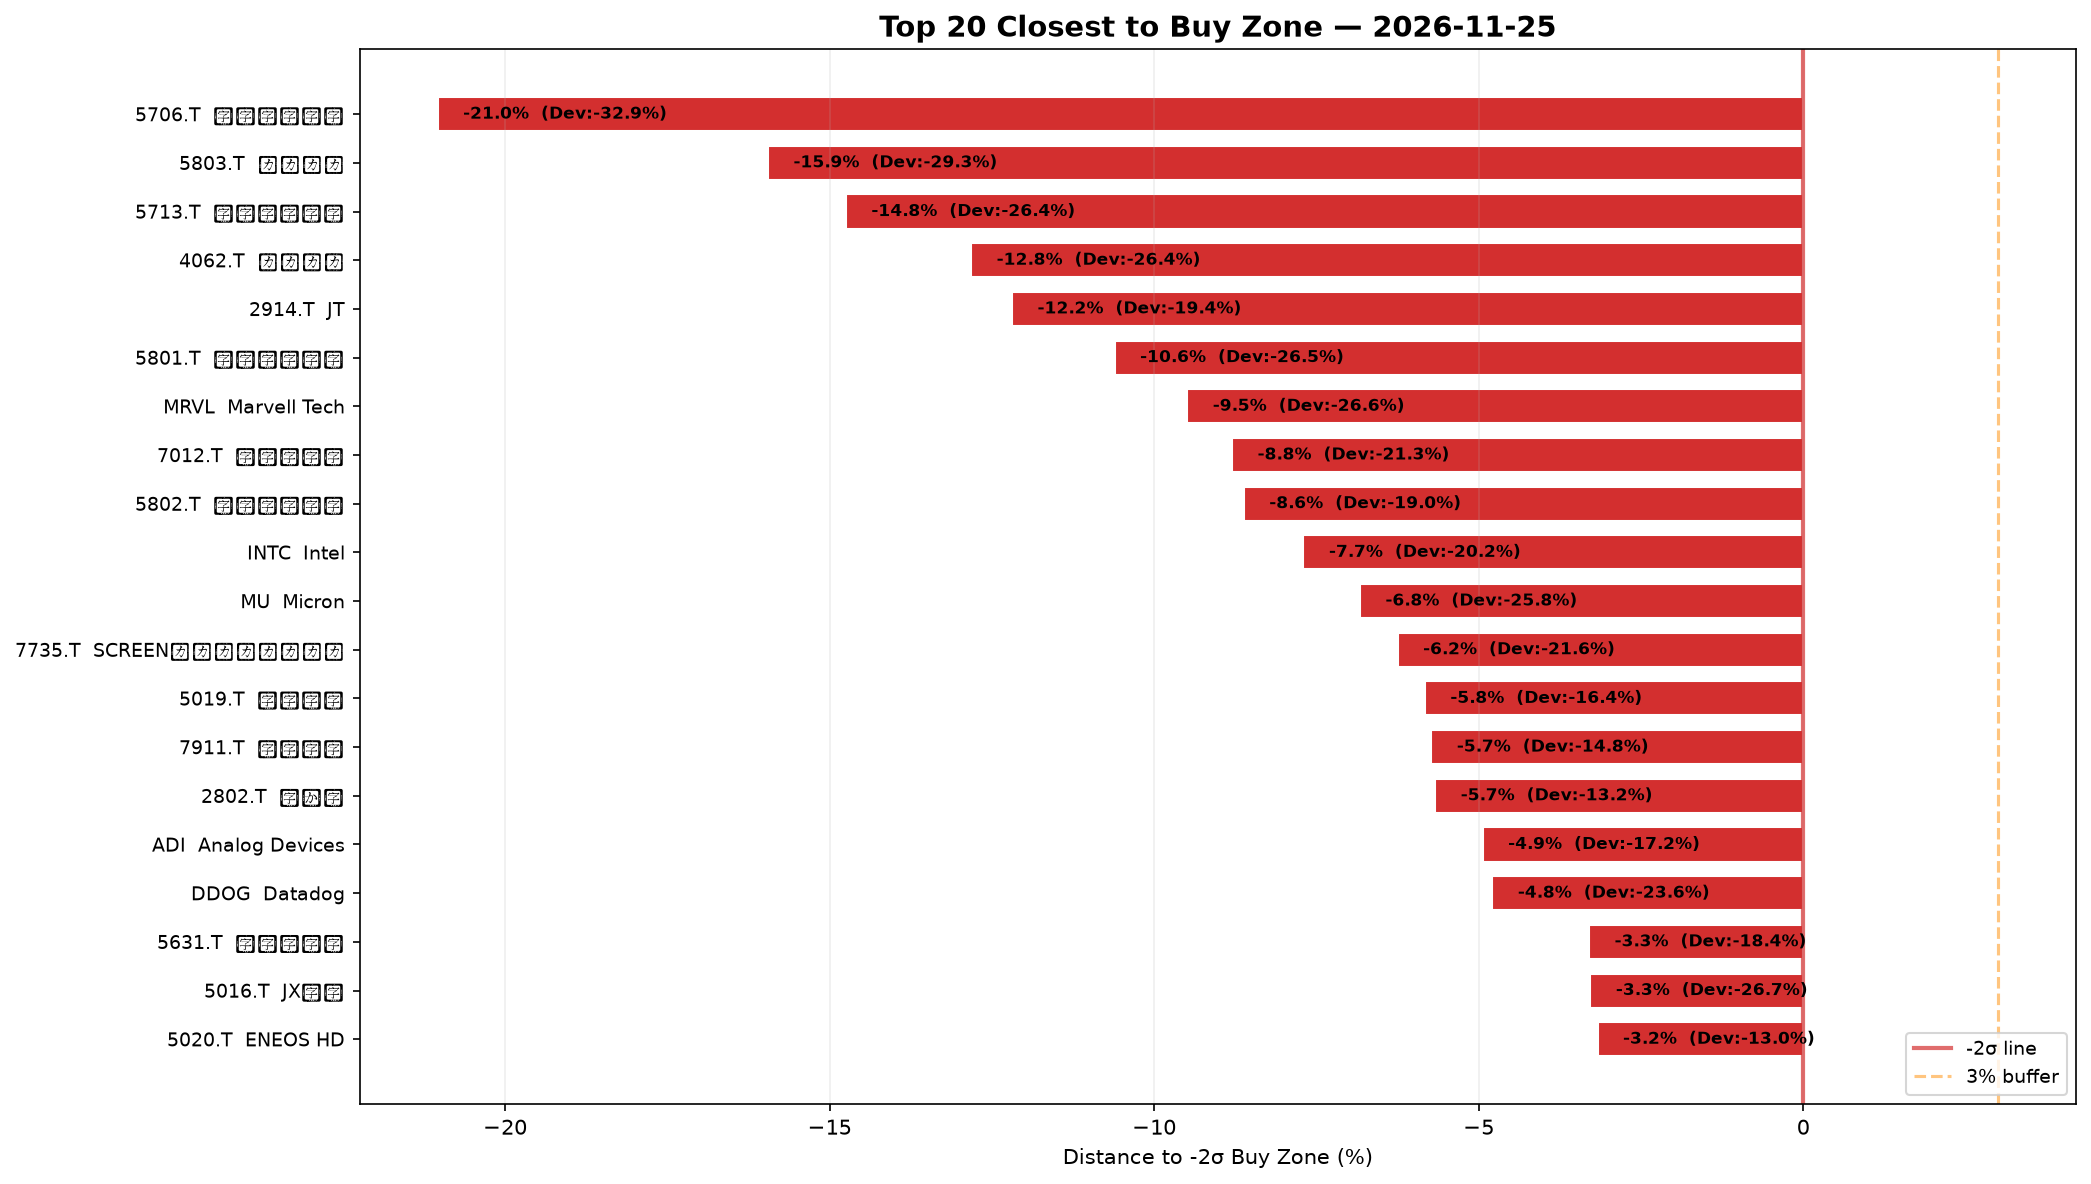 Top 20 Closest to Buy Zone — 2026-11-25
5706.T
-21.0% (Dev:-32.9%)
5803.T
-15.9% (Dev:-29.3%)
5713.T
-14.8% (Dev:-26.4%)
4062.T
-12.8% (Dev:-26.4%)
2914.T JT
-12.2% (Dev:-19.4%)
5801.T
-10.6% (Dev:-26.5%)
MRVL Marvell Tech
-9.5% (Dev:-26.6%)
7012.T
-8.8% (Dev:-21.3%)
5802.T
-8.6% (Dev:-19.0%)
INTC Intel
-7.7% (Dev:-20.2%)
MU Micron
-6.8% (Dev:-25.8%)
7735.T SCREEN
-6.2% (Dev:-21.6%)
5019.T
-5.8% (Dev:-16.4%)
7911.T
-5.7% (Dev:-14.8%)
2802.T
-5.7% (Dev:-13.2%)
ADI Analog Devices
-4.9% (Dev:-17.2%)
DDOG Datadog
-4.8% (Dev:-23.6%)
5631.T
-3.3% (Dev:-18.4%)
5016.T JX
-3.3% (Dev:-26.7%)
5020.T ENEOS HD
-3.2% (Dev:-13.0%)
-2σ line
3% buffer
−20 −15 −10 −5 0
Distance to -2σ Buy Zone (%)